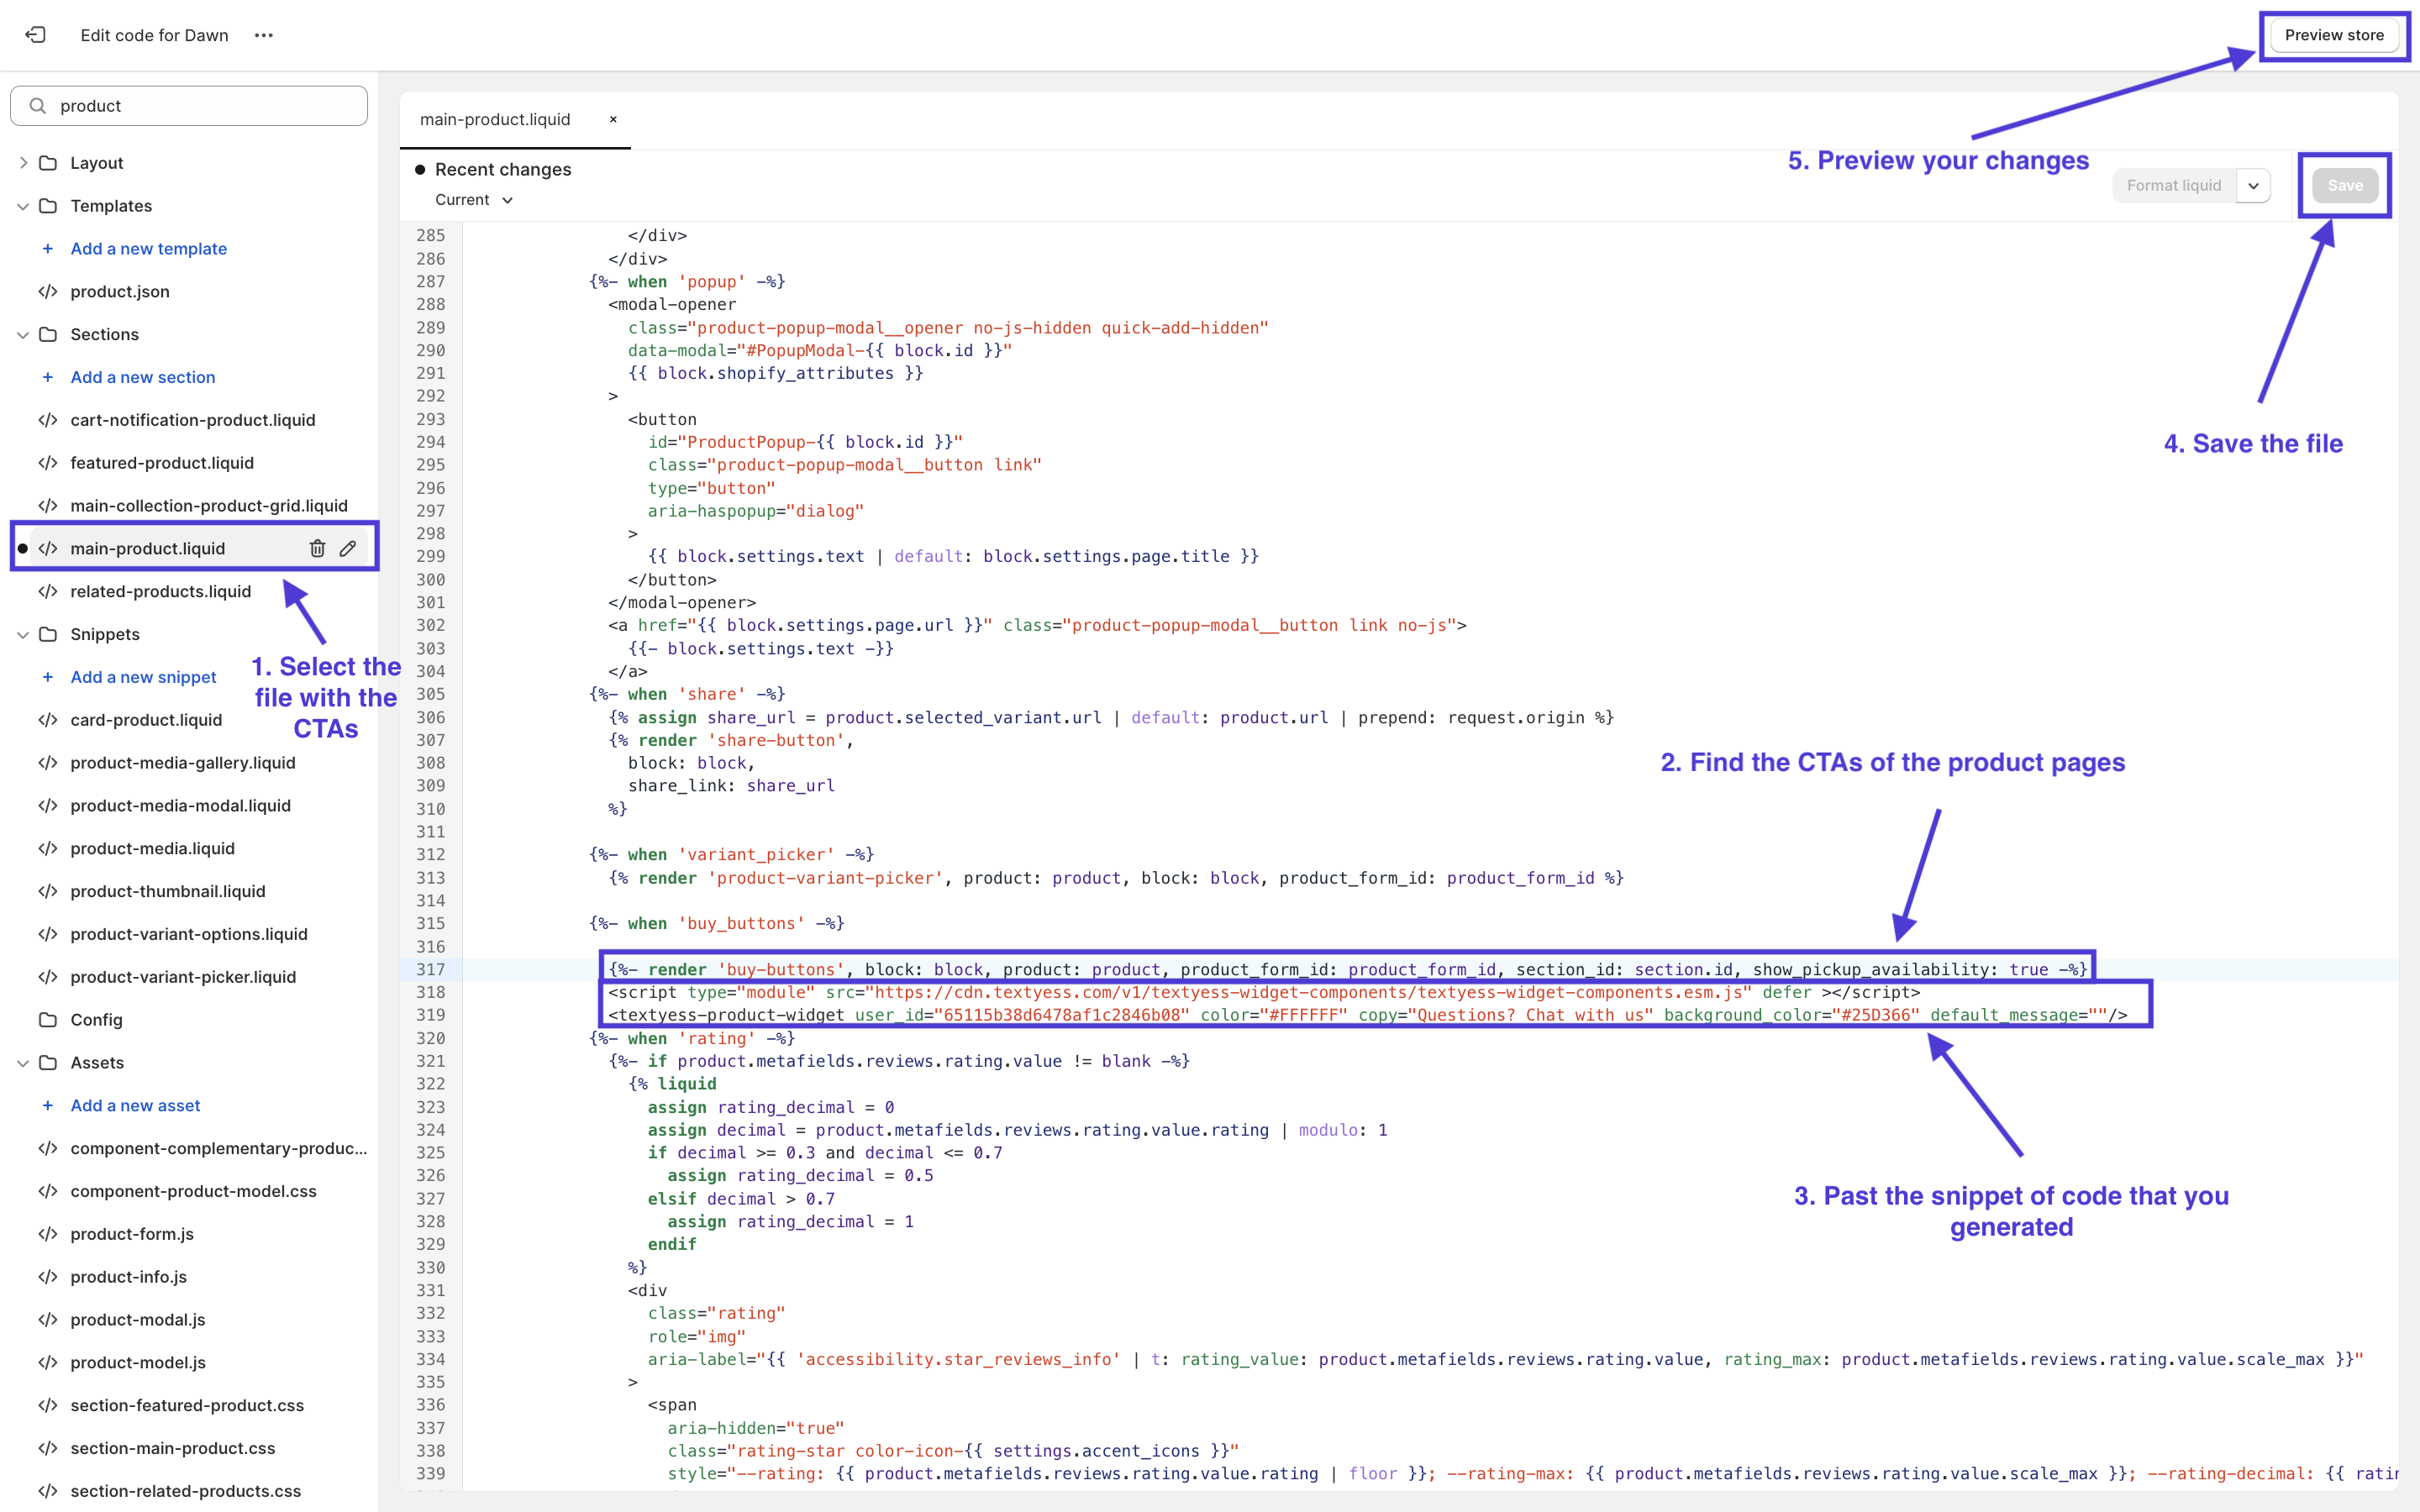 Edit code for Dawn ...
Preview store
product
Layout
Templates
+ Add a new template
</> product.json
Sections
+ Add a new section
</> cart-notification-product.liquid
</> featured-product.liquid
</> main-collection-product-grid.liquid
</> main-product.liquid
</> related-products.liquid
Snippets
+ Add a new snippet
</> card-product.liquid
</> product-media-gallery.liquid
</> product-media-modal.liquid
</> product-media.liquid
</> product-thumbnail.liquid
</> product-variant-options.liquid
</> product-variant-picker.liquid
Config
Assets
+ Add a new asset
</> component-complementary-produc...
</> component-product-model.css
</> product-form.js
</> product-info.js
</> product-modal.js
</> product-model.js
</> section-featured-product.css
</> section-main-product.css
</> section-related-products.css
1. Select the
file with the
CTAs
main-product.liquid ×
Recent changes
Current
5. Preview your changes
Format liquid
Save
4. Save the file
285 </div>
286 </div>
287 {%- when 'popup' -%}
288 <modal-opener
289 class="product-popup-modal__opener no-js-hidden quick-add-hidden"
290 data-modal="#PopupModal-{{ block.id }}"
291 {{ block.shopify_attributes }}
292 >
293 <button
294 id="ProductPopup-{{ block.id }}"
295 class="product-popup-modal__button link"
296 type="button"
297 aria-haspopup="dialog"
298 >
299 {{ block.settings.text | default: block.settings.page.title }}
300 </button>
301 </modal-opener>
302 <a href="{{ block.settings.page.url }}" class="product-popup-modal__button link no-js">
303 {{- block.settings.text -}}
304 </a>
305 {%- when 'share' -%}
306 {% assign share_url = product.selected_variant.url | default: product.url | prepend: request.origin %}
307 {% render 'share-button',
308 block: block,
309 share_link: share_url
310 %}
311
312 {%- when 'variant_picker' -%}
313 {% render 'product-variant-picker', product: product, block: block, product_form_id: product_form_id %}
314
315 {%- when 'buy_buttons' -%}
316
317 {%- render 'buy-buttons', block: block, product: product, product_form_id: product_form_id, section_id: section.id, show_pickup_availability: true -%}
318 <script type="module" src="https://cdn.textyess.com/v1/textyess-widget-components/textyess-widget-components.esm.js" defer ></script>
319 <textyess-product-widget user_id="65115b38d6478af1c2846b08" color="#FFFFFF" copy="Questions? Chat with us" background_color="#25D366" default_message=""/>
320 {%- when 'rating' -%}
321 {%- if product.metafields.reviews.rating.value != blank -%}
322 {% liquid
323 assign rating_decimal = 0
324 assign decimal = product.metafields.reviews.rating.value.rating | modulo: 1
325 if decimal >= 0.3 and decimal <= 0.7
326 assign rating_decimal = 0.5
327 elsif decimal > 0.7
328 assign rating_decimal = 1
329 endif
330 %}
331 <div
332 class="rating"
333 role="img"
334 aria-label="{{ 'accessibility.star_reviews_info' | t: rating_value: product.metafields.reviews.rating.value, rating_max: product.metafields.reviews.rating.value.scale_max }}"
335 >
336 <span
337 aria-hidden="true"
338 class="rating-star color-icon-{{ settings.accent_icons }}"
339 style="--rating: {{ product.metafields.reviews.rating.value.rating | floor }}; --rating-max: {{ product.metafields.reviews.rating.value.scale_max }}; --rating-decimal: {{
2. Find the CTAs of the product pages
3. Past the snippet of code that you
generated